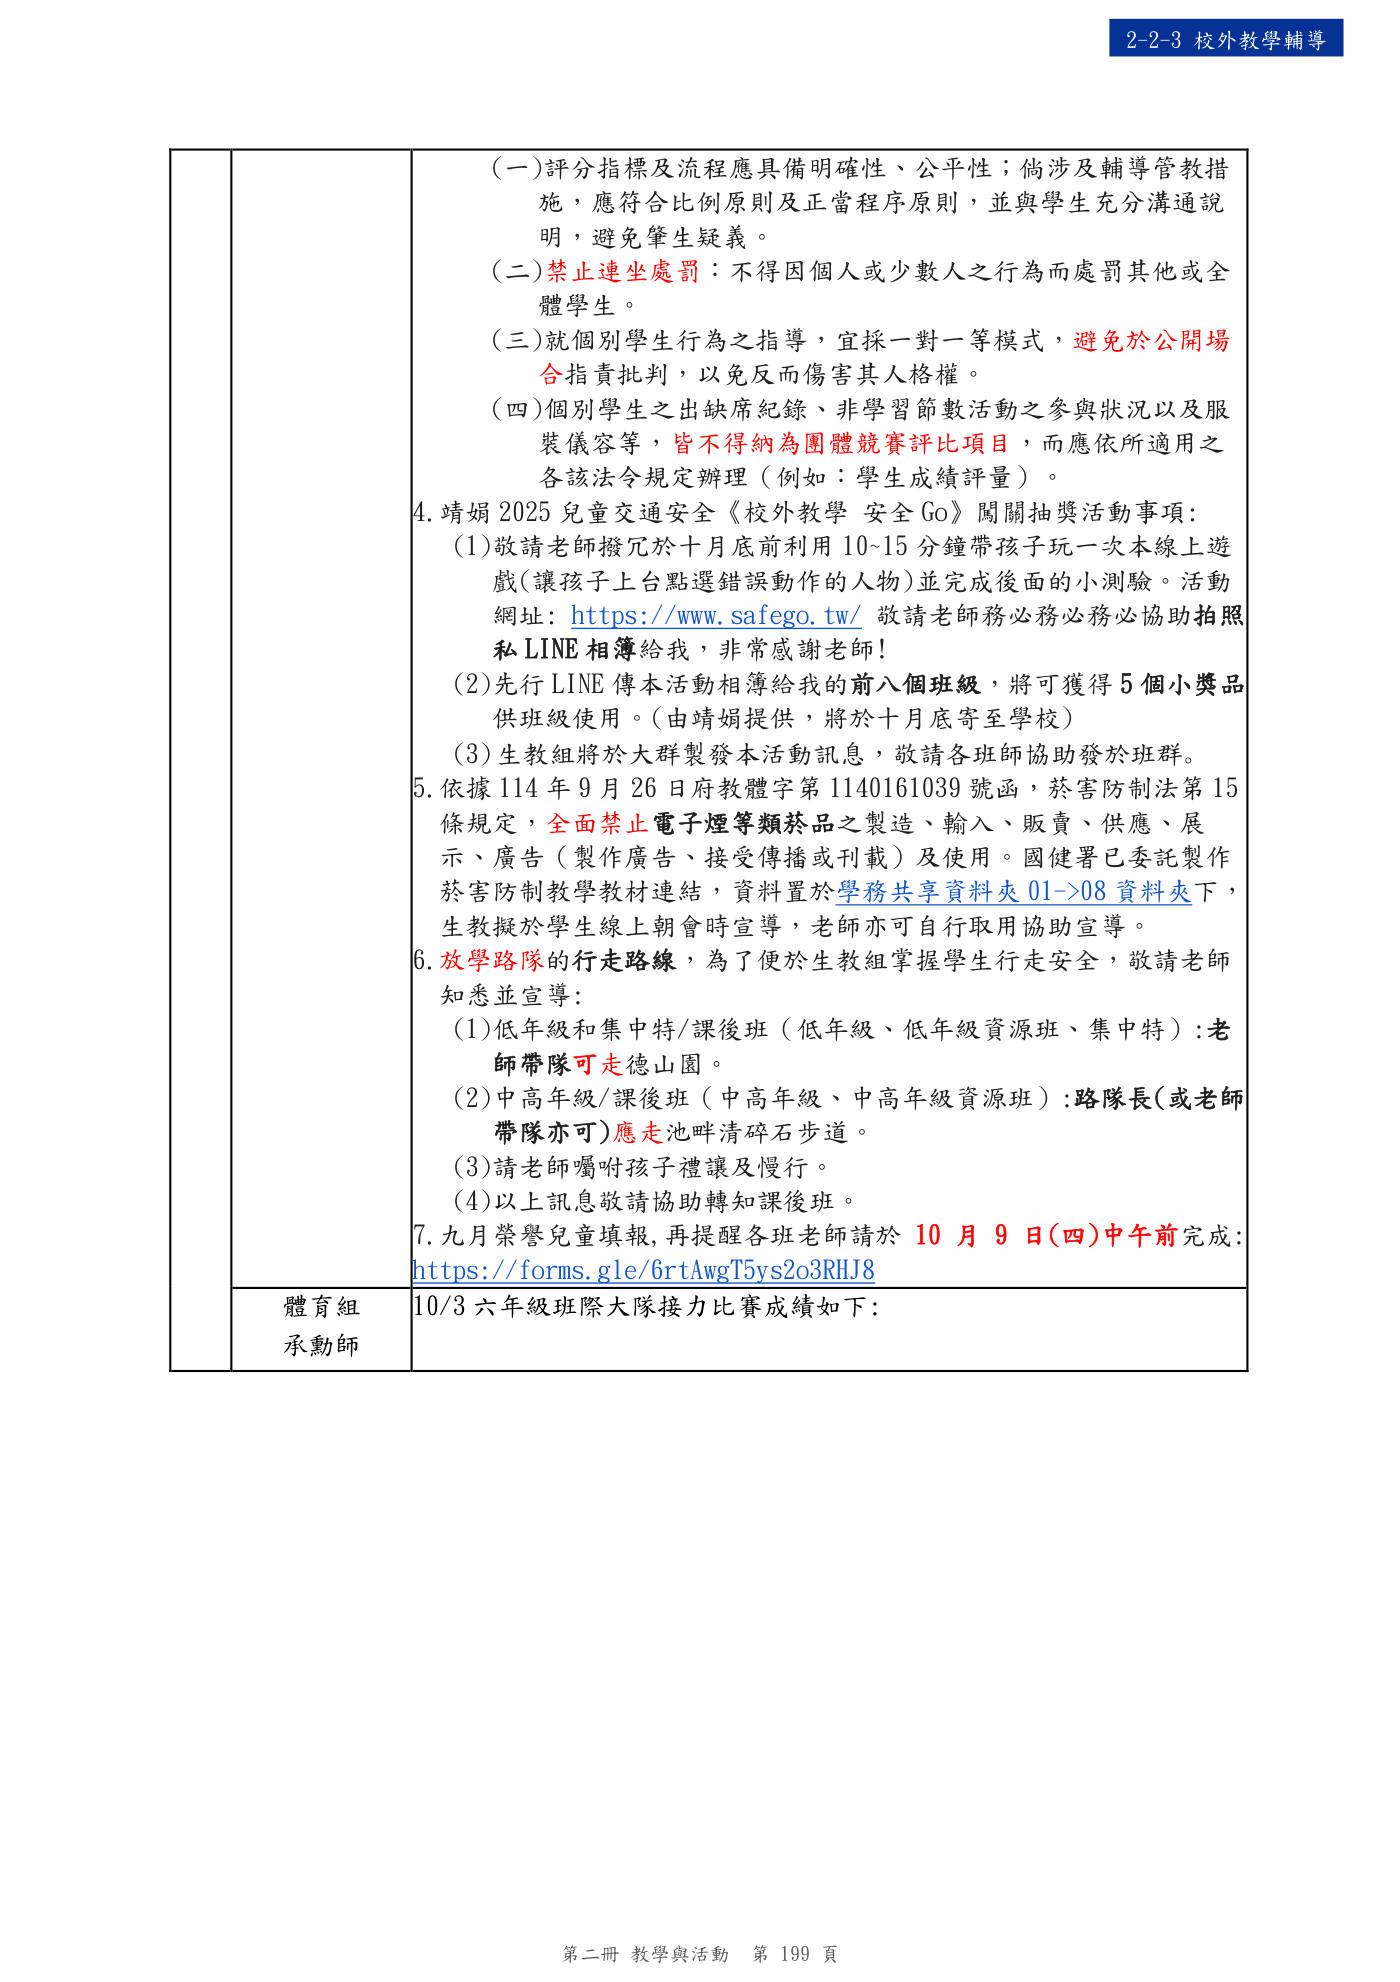 2-2-3 校外教學輔導
(一)評分指標及流程應具備明確性、公平性；倘涉及輔導管教措
施，應符合比例原則及正當程序原則，並與學生充分溝通說
明，避免肇生疑義。
(二)禁止連坐處罰：不得因個人或少數人之行為而處罰其他或全
體學生。
(三)就個別學生行為之指導，宜採一對一等模式，避免於公開場
合指責批判，以免反而傷害其人格權。
(四)個別學生之出缺席紀錄、非學習節數活動之參與狀況以及服
裝儀容等，皆不得納為團體競賽評比項目，而應依所適用之
各該法令規定辦理（例如：學生成績評量）。
4.靖娟 2025 兒童交通安全《校外教學 安全 Go》闖關抽獎活動事項:
(1)敬請老師撥冗於十月底前利用 10~15 分鐘帶孩子玩一次本線上遊
戲(讓孩子上台點選錯誤動作的人物)並完成後面的小測驗。活動
網址: https://www.safego.tw/ 敬請老師務必務必務必協助拍照
私 LINE 相簿給我，非常感謝老師!
(2)先行 LINE 傳本活動相簿給我的前八個班級，將可獲得 5 個小獎品
供班級使用。(由靖娟提供，將於十月底寄至學校)
(3)生教組將於大群製發本活動訊息，敬請各班師協助發於班群。
5.依據 114 年 9 月 26 日府教體字第 1140161039 號函，菸害防制法第 15
條規定，全面禁止電子煙等類菸品之製造、輸入、販賣、供應、展
示、廣告（製作廣告、接受傳播或刊載）及使用。國健署已委託製作
菸害防制教學教材連結，資料置於學務共享資料夾 01->08 資料夾下，
生教擬於學生線上朝會時宣導，老師亦可自行取用協助宣導。
6.放學路隊的行走路線，為了便於生教組掌握學生行走安全，敬請老師
知悉並宣導:
(1)低年級和集中特/課後班（低年級、低年級資源班、集中特）:老
師帶隊可走德山園。
(2)中高年級/課後班（中高年級、中高年級資源班）:路隊長(或老師
帶隊亦可)應走池畔清碎石步道。
(3)請老師囑咐孩子禮讓及慢行。
(4)以上訊息敬請協助轉知課後班。
7.九月榮譽兒童填報,再提醒各班老師請於 10 月 9 日(四)中午前完成:
https://forms.gle/6rtAwgT5ys2o3RHJ8
體育組
承勳師
10/3 六年級班際大隊接力比賽成績如下:
第二冊 教學與活動 第 199 頁